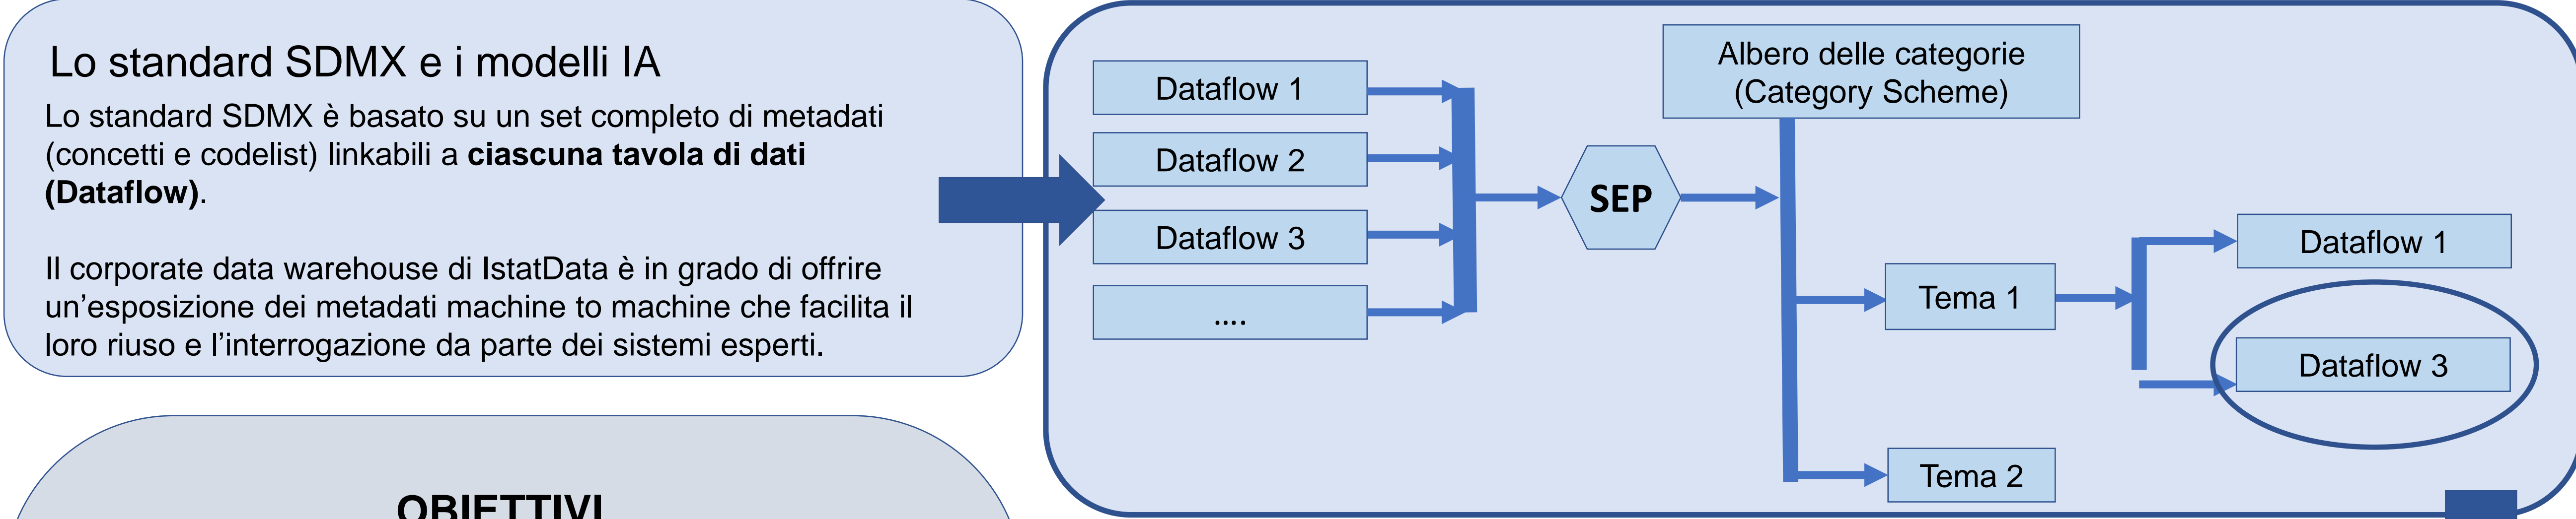 Lo standard SDMX e i modelli IA
Lo standard SDMX è basato su un set completo di metadati
(concetti e codelist) linkabili a ciascuna tavola di dati
(Dataflow).
Il corporate data warehouse di IstatData è in grado di offrire
un’esposizione dei metadati machine to machine che facilita il
loro riuso e l’interrogazione da parte dei sistemi esperti.
OBIETTIVI
Dataflow 1
Dataflow 2
Dataflow 3
....
SEP
Albero delle categorie
(Category Scheme)
Tema 1
Tema 2
Dataflow 1
Dataflow 3